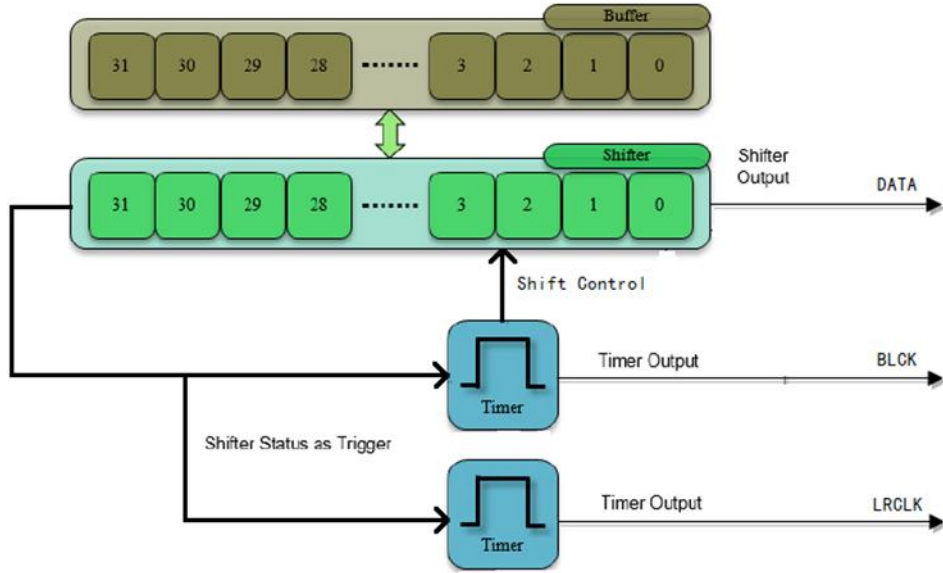 Buffer
31 30 29 28 ....... 3 2 1 0
Shifter
31 30 29 28 ....... 3 2 1 0
Shifter
Output
DATA
Shift Control
Timer
Timer Output
BLCK
Shifter Status as Trigger
Timer
Timer Output
LRCLK